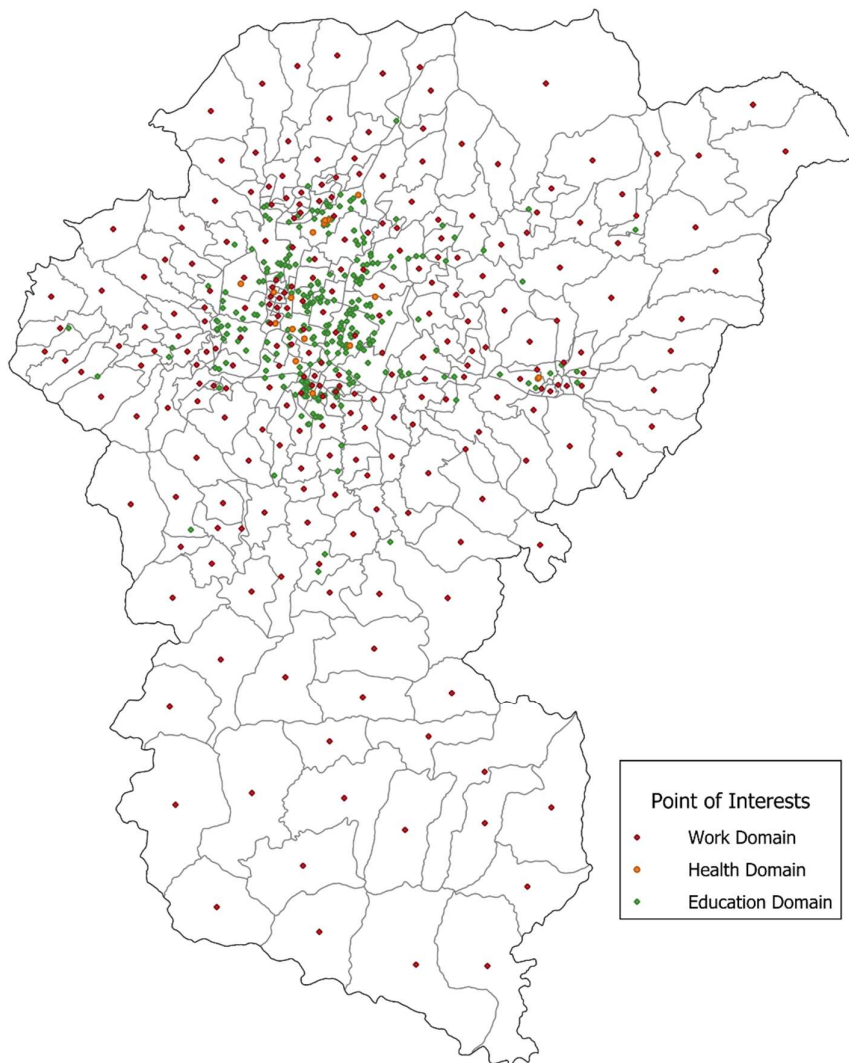 Point of Interests
Work Domain
Health Domain
Education Domain